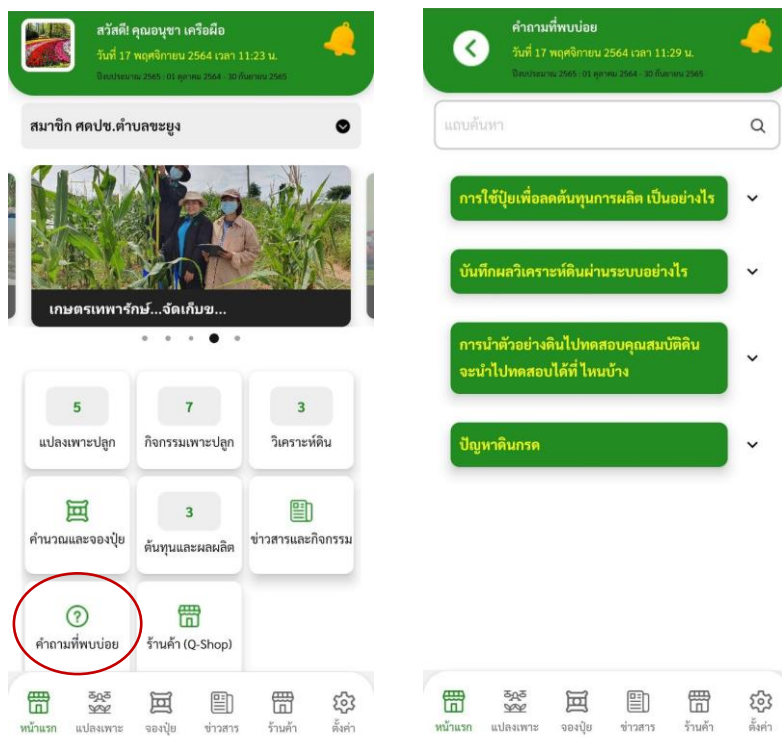 สวัสดี! คุณอนุชา เครือผือ
วันที่ 17 พฤศจิกายน 2564 เวลา 11:23 น.
ปีงบประมาณ 2565 : 01 ตุลาคม 2564 - 30 กันยายน 2565
สมาชิก ศดปช.ตำบลขะยูง
เกษตรเทพารักษ์...จัดเก็บข...
5
7
3
แปลงเพาะปลูก
กิจกรรมเพาะปลูก
วิเคราะห์ดิน
3
คำนวณและจองปุ๋ย
ต้นทุนและผลผลิต
ข่าวสารและกิจกรรม
คำถามที่พบบ่อย
ร้านค้า (Q-Shop)
หน้าแรก
แปลงเพาะ
จองปุ๋ย
ข่าวสาร
ร้านค้า
ตั้งค่า
คำถามที่พบบ่อย
วันที่ 17 พฤศจิกายน 2564 เวลา 11:29 น.
ปีงบประมาณ 2565 : 01 ตุลาคม 2564 - 30 กันยายน 2565
แถบค้นหา
การใช้ปุ๋ยเพื่อลดต้นทุนการผลิต เป็นอย่างไร
บันทึกผลวิเคราะห์ดินผ่านระบบอย่างไร
การนำตัวอย่างดินไปทดสอบคุณสมบัติดิน
จะนำไปทดสอบได้ที่ ไหนบ้าง
ปัญหาดินกรด
หน้าแรก
แปลงเพาะ
จองปุ๋ย
ข่าวสาร
ร้านค้า
ตั้งค่า